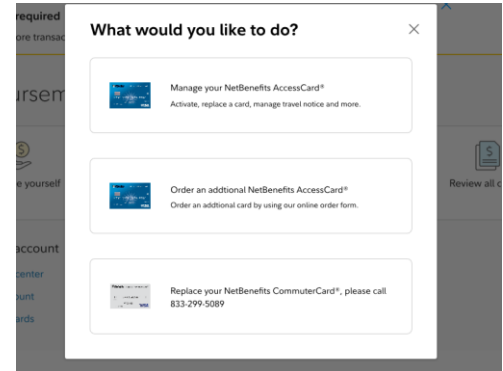 required
ore transac
What would you like to do?
Manage your NetBenefits AccessCard®
Activate, replace a card, manage travel notice and more.
ursem
e yourself
Review all c
Order an addtional NetBenefits AccessCard®
Order an addtional card by using our online order form.
account
center
ount
ards
Replace your NetBenefits CommuterCard®, please call
833-299-5089